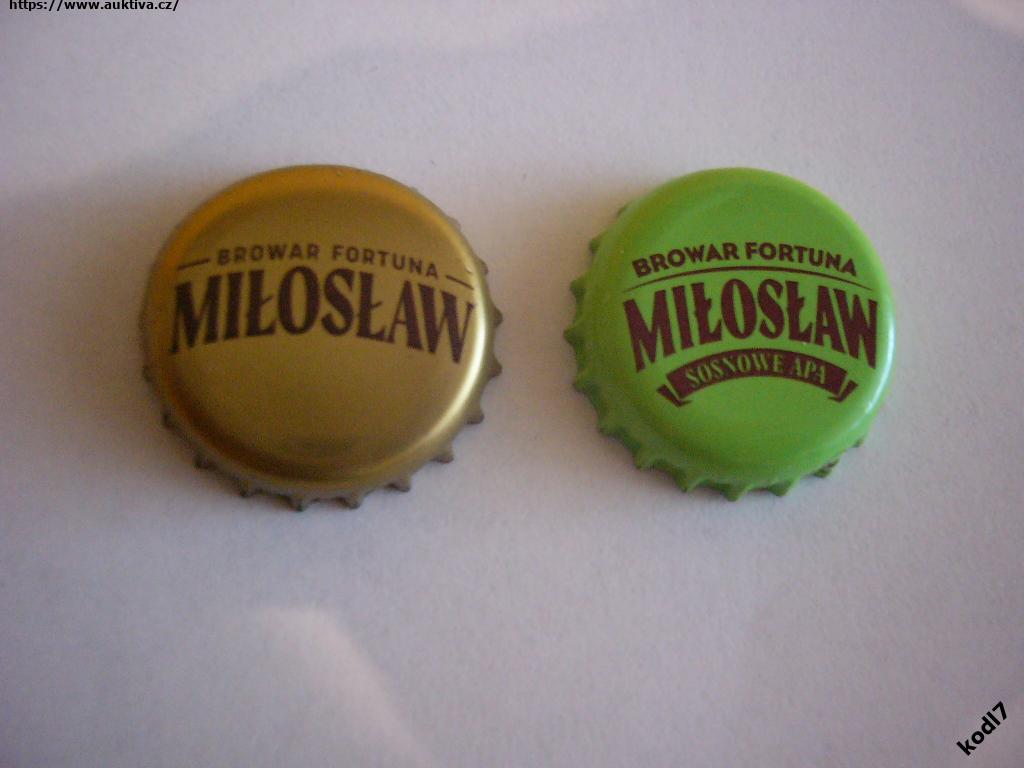 https://www.auktiva.cz/
BROWAR FORTUNA
MIŁOSŁAW
BROWAR FORTUNA
MIŁOSŁAW
SOSNOWE APA
kodl7